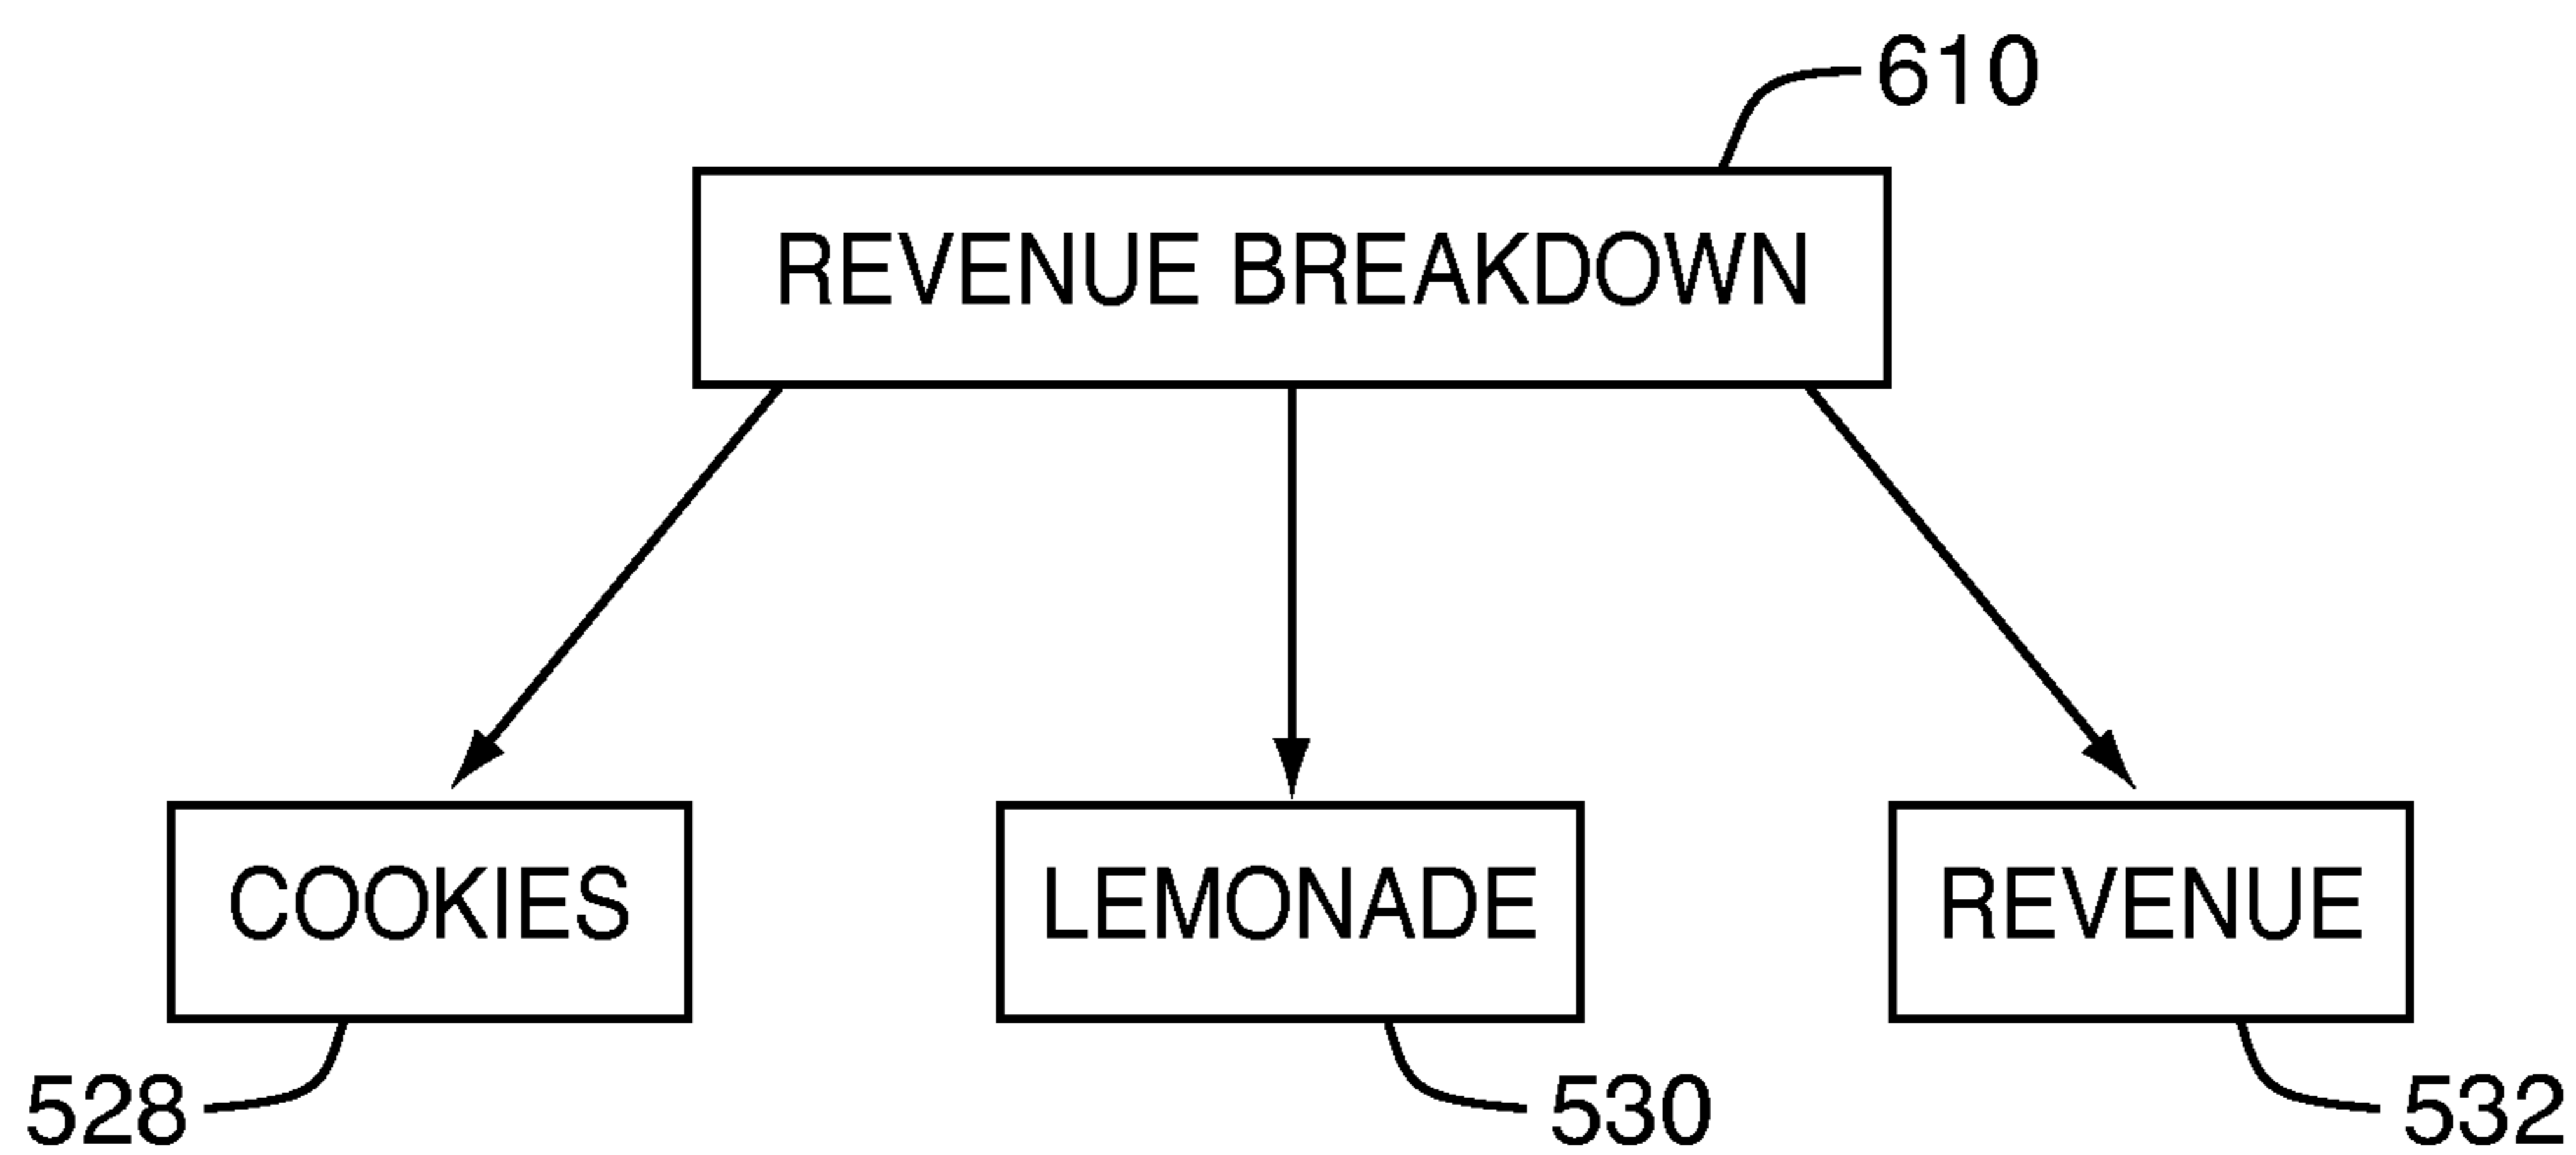 610
REVENUE BREAKDOWN
COOKIES
LEMONADE
REVENUE
528
530
532